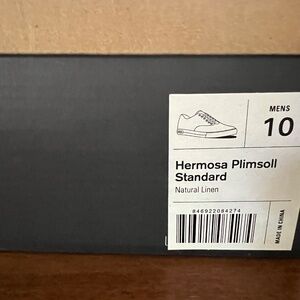 MENS
10
Hermosa Plimsoll
Standard
Natural Linen
846922084274
MADE IN CHINA